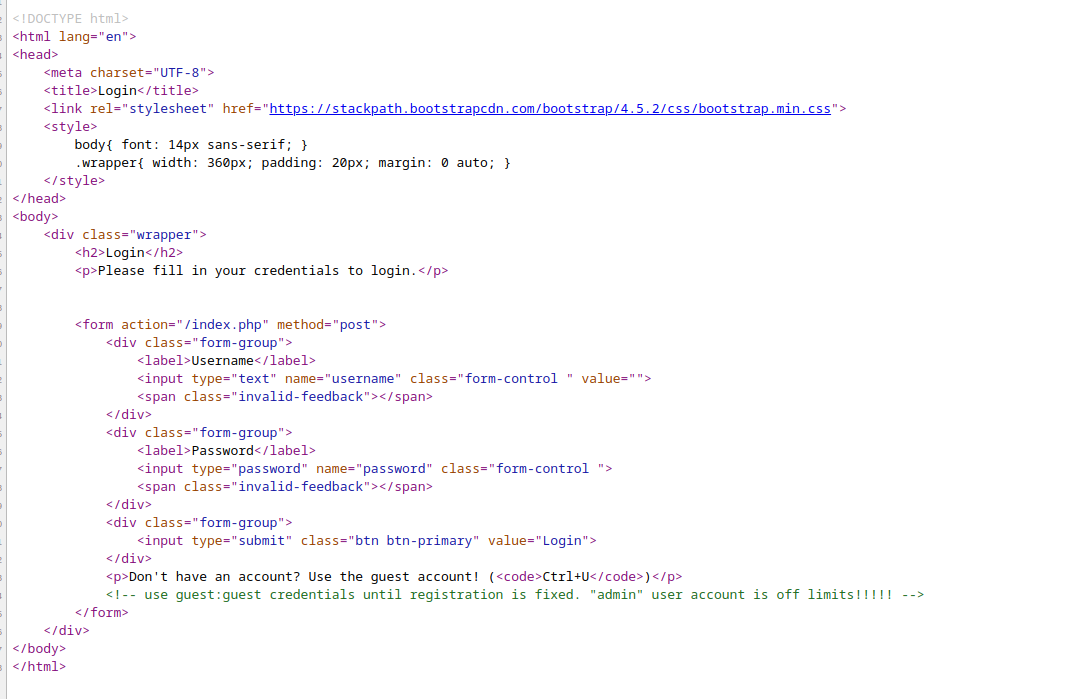 <!DOCTYPE html>
<html lang="en">
<head>
    <meta charset="UTF-8">
    <title>Login</title>
    <link rel="stylesheet" href="https://stackpath.bootstrapcdn.com/bootstrap/4.5.2/css/bootstrap.min.css">
    <style>
        body{ font: 14px sans-serif; }
        .wrapper{ width: 360px; padding: 20px; margin: 0 auto; }
    </style>
</head>
<body>
    <div class="wrapper">
        <h2>Login</h2>
        <p>Please fill in your credentials to login.</p>
        <form action="/index.php" method="post">
            <div class="form-group">
                <label>Username</label>
                <input type="text" name="username" class="form-control " value="">
                <span class="invalid-feedback"></span>
            </div>
            <div class="form-group">
                <label>Password</label>
                <input type="password" name="password" class="form-control ">
                <span class="invalid-feedback"></span>
            </div>
            <div class="form-group">
                <input type="submit" class="btn btn-primary" value="Login">
            </div>
            <p>Don't have an account? Use the guest account! (<code>Ctrl+U</code>)</p>
            <!-- use guest:guest credentials until registration is fixed. "admin" user account is off limits!!!!! -->
        </form>
    </div>
</body>
</html>